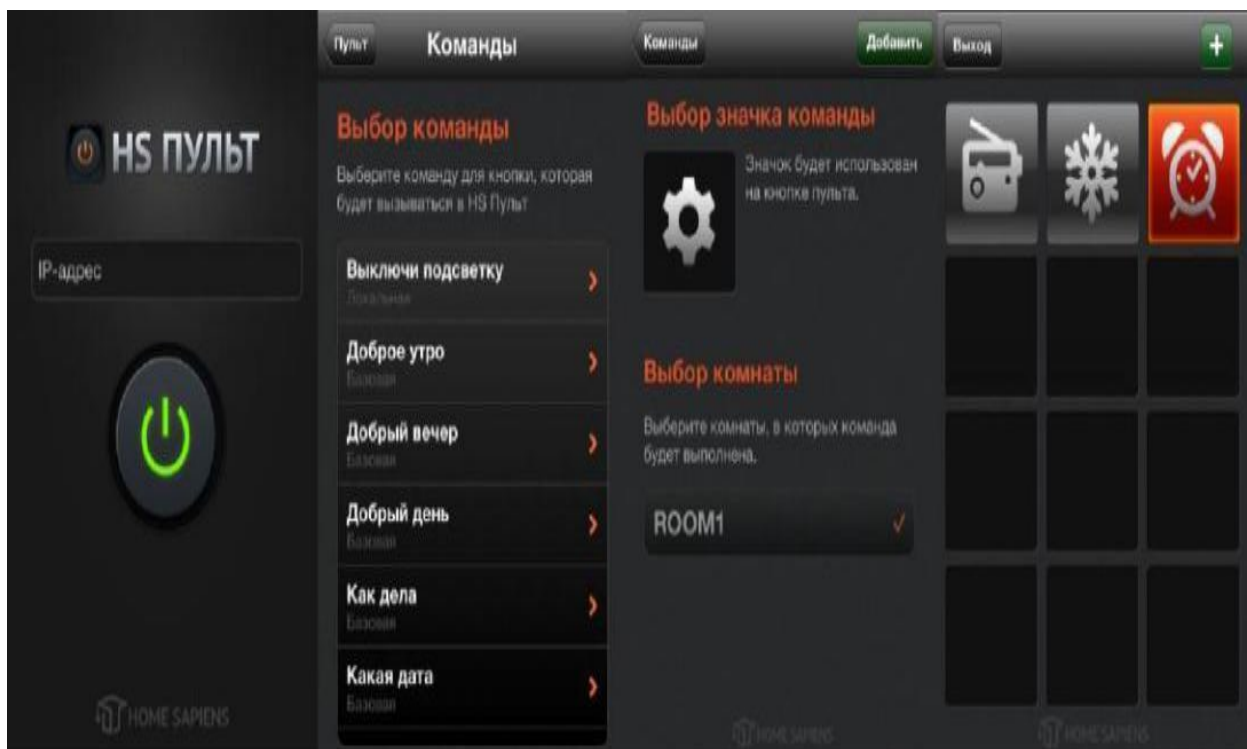 HS ПУЛЬТ
IP-адрес
HOME SAPIENS
Пульт
Команды
Выбор команды
Выберите команду для кнопки, которая
будет вызываться в HS Пульт
Выключи подсветку
Локальная
Доброе утро
Базовая
Добрый вечер
Базовая
Добрый день
Базовая
Как дела
Базовая
Какая дата
Базовая
Команды
Добавить
Выбор значка команды
Значок будет использован
на кнопке пульта.
Выбор комнаты
Выберите комнаты, в которых команда
будет выполнена.
ROOM1
HOME SAPIENS
Выход
+
HOME SAPIENS